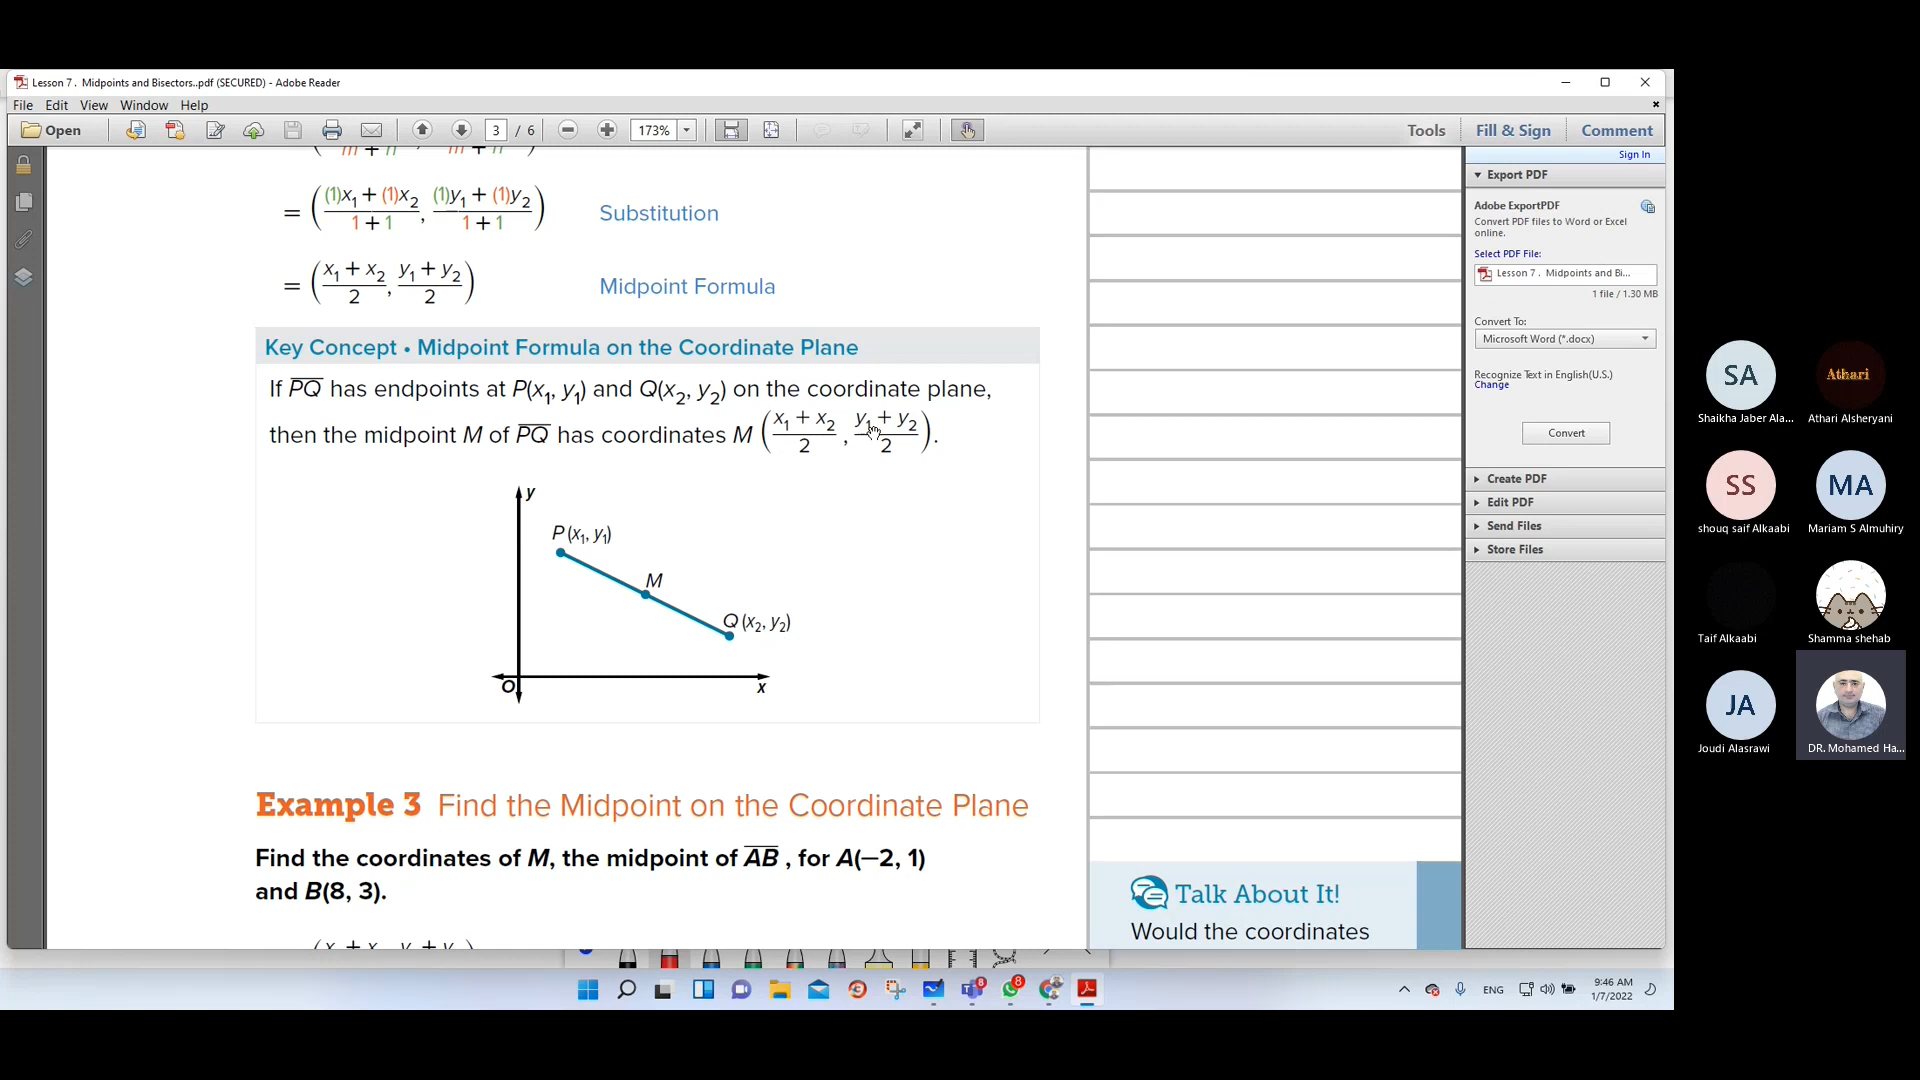 Lesson 7 . Midpoints and Bisectors..pdf (SECURED) - Adobe Reader
File Edit View Window Help
Open 3 / 6 173% Tools Fill & Sign Comment
Sign In
Export PDF
Adobe ExportPDF
Convert PDF files to Word or Excel
online.
Select PDF File:
Lesson 7 . Midpoints and Bi...
1 file / 1.30 MB
Convert To:
Microsoft Word (*.docx)
Recognize Text in English(U.S.)
Change
Convert
Create PDF
Edit PDF
Send Files
Store Files
= ((1)x₁ + (1)x₂ / 1 + 1, (1)y₁ + (1)y₂ / 1 + 1) Substitution
= (x₁ + x₂ / 2, y₁ + y₂ / 2) Midpoint Formula
Key Concept • Midpoint Formula on the Coordinate Plane
If PQ has endpoints at P(x₁, y₁) and Q(x₂, y₂) on the coordinate plane,
then the midpoint M of PQ has coordinates M (x₁ + x₂ / 2, y₁ + y₂ / 2).
y
P(x₁, y₁)
M
Q(x₂, y₂)
O x
Example 3 Find the Midpoint on the Coordinate Plane
Find the coordinates of M, the midpoint of AB , for A(−2, 1)
and B(8, 3).
Talk About It!
Would the coordinates
SA
Shaikha Jaber Ala...
Athari
Athari Alsheryani
SS
shouq saif Alkaabi
MA
Mariam S Almuhiry
Taif Alkaabi
Shamma shehab
JA
Joudi Alasrawi
DR. Mohamed Ha...
8
8
ENG
9:46 AM
1/7/2022